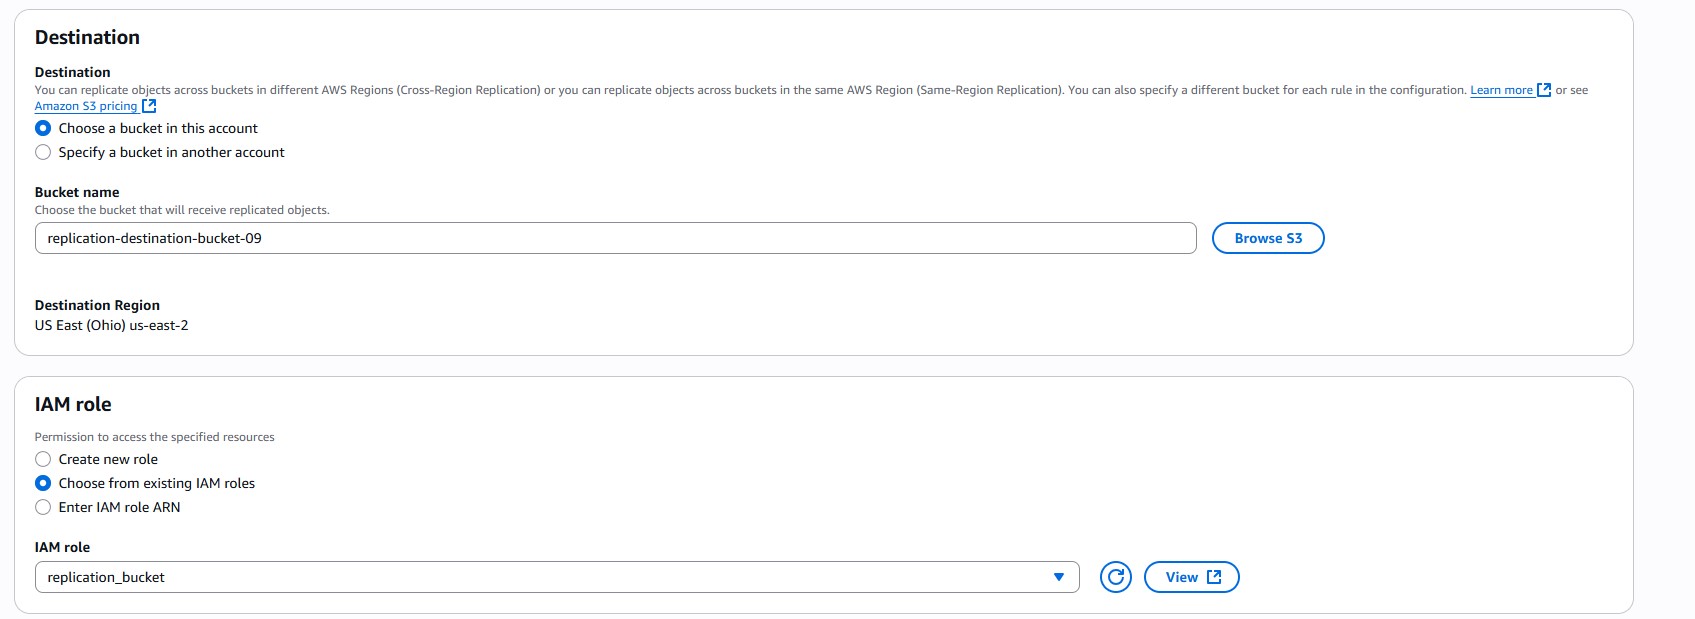 Destination
Destination
You can replicate objects across buckets in different AWS Regions (Cross-Region Replication) or you can replicate objects across buckets in the same AWS Region (Same-Region Replication). You can also specify a different bucket for each rule in the configuration. Learn more or see
Amazon S3 pricing
Choose a bucket in this account
Specify a bucket in another account
Bucket name
Choose the bucket that will receive replicated objects.
replication-destination-bucket-09 Browse S3
Destination Region
US East (Ohio) us-east-2
IAM role
Permission to access the specified resources
Create new role
Choose from existing IAM roles
Enter IAM role ARN
IAM role
replication_bucket View